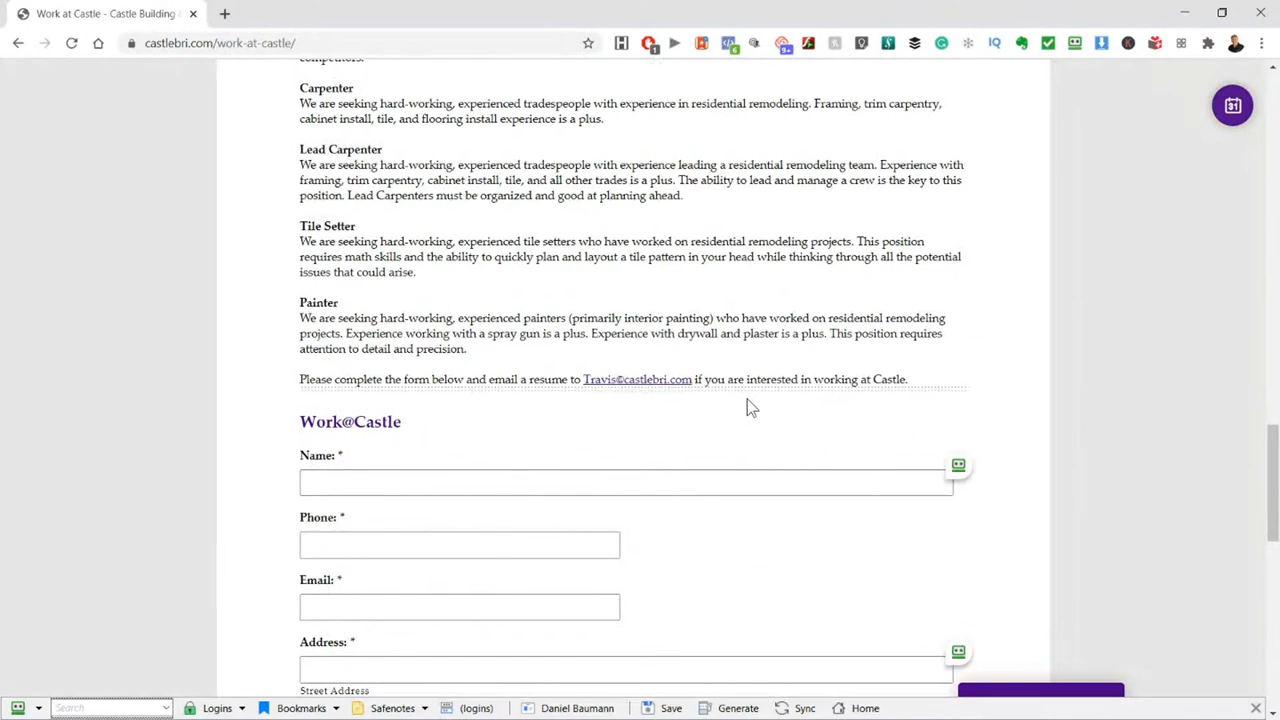 Work at Castle - Castle Building &
castlebri.com/work-at-castle/
competitors.
Carpenter
We are seeking hard-working, experienced tradespeople with experience in residential remodeling. Framing, trim carpentry,
cabinet install, tile, and flooring install experience is a plus.
Lead Carpenter
We are seeking hard-working, experienced tradespeople with experience leading a residential remodeling team. Experience with
framing, trim carpentry, cabinet install, tile, and all other trades is a plus. The ability to lead and manage a crew is the key to this
position. Lead Carpenters must be organized and good at planning ahead.
Tile Setter
We are seeking hard-working, experienced tile setters who have worked on residential remodeling projects. This position
requires math skills and the ability to quickly plan and layout a tile pattern in your head while thinking through all the potential
issues that could arise.
Painter
We are seeking hard-working, experienced painters (primarily interior painting) who have worked on residential remodeling
projects. Experience working with a spray gun is a plus. Experience with drywall and plaster is a plus. This position requires
attention to detail and precision.
Please complete the form below and email a resume to Travis@castlebri.com if you are interested in working at Castle.
Work@Castle
Name: *
Phone: *
Email: *
Address: *
Street Address
Search Logins Bookmarks Safenotes (logins) Daniel Baumann Save Generate Sync Home